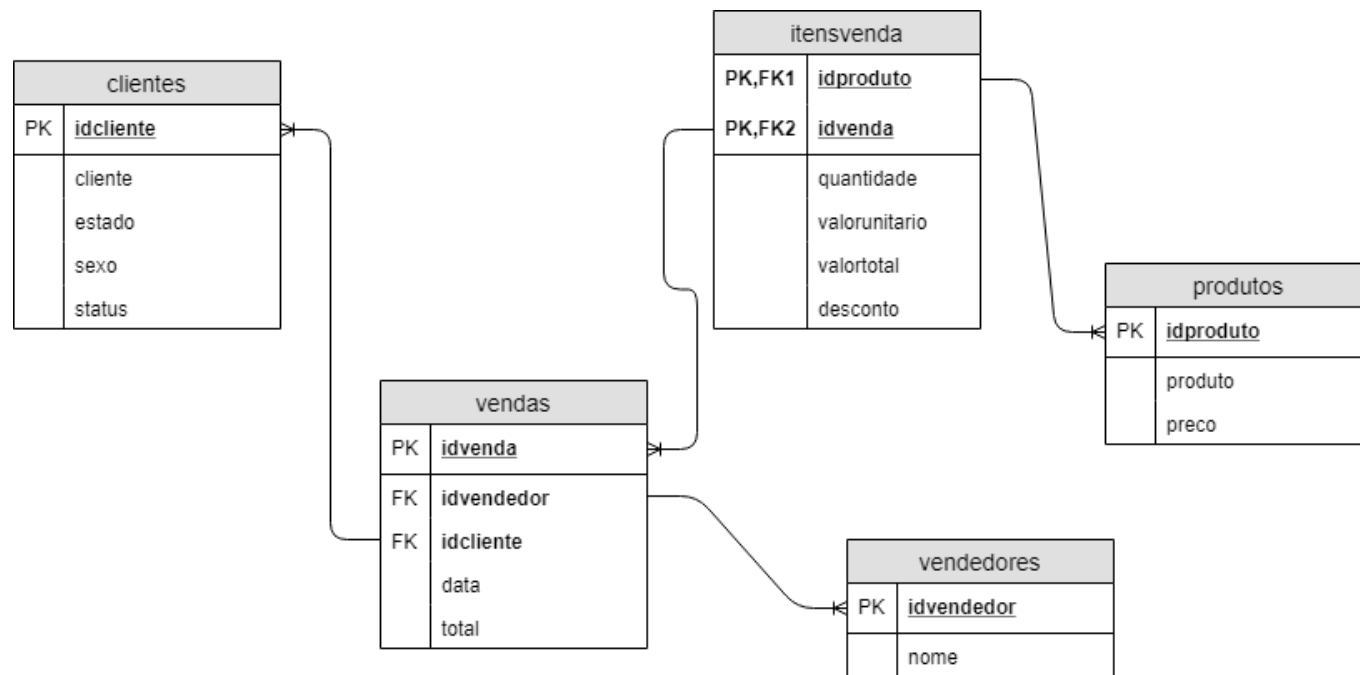 clientes
PK idcliente
cliente
estado
sexo
status
itensvenda
PK,FK1 idproduto
PK,FK2 idvenda
quantidade
valorunitario
valortotal
desconto
produtos
PK idproduto
produto
preco
vendas
PK idvenda
FK idvendedor
FK idcliente
data
total
vendedores
PK idvendedor
nome